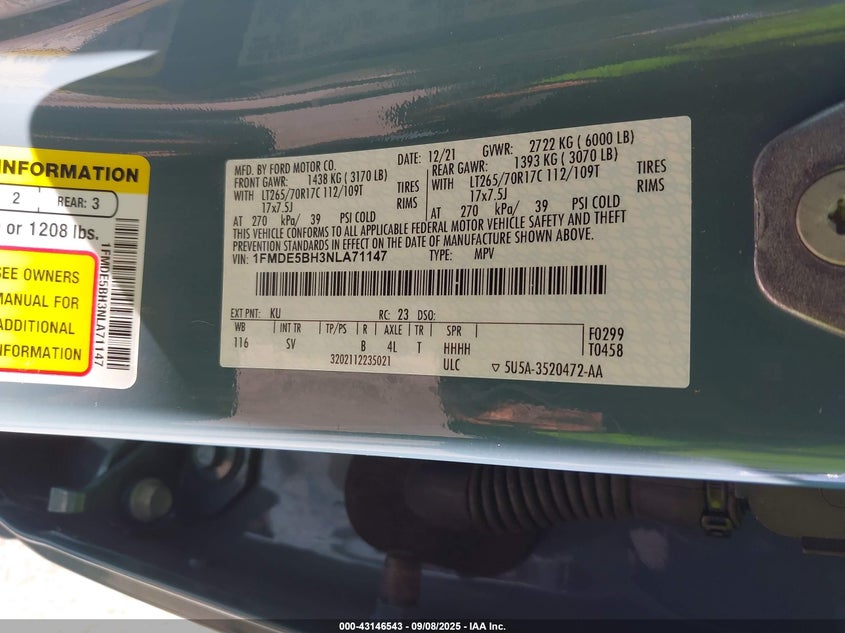 INFORMATION
2 REAR: 3
or 1208 lbs.
SEE OWNERS
MANUAL FOR
ADDITIONAL
INFORMATION
1FMDE5BH3NLA71147
MFD. BY FORD MOTOR CO. DATE: 12/21 GVWR: 2722 KG ( 6000 LB)
FRONT GAWR: 1438 KG ( 3170 LB) REAR GAWR: 1393 KG ( 3070 LB)
WITH LT265/70R17C 112/109T TIRES WITH LT265/70R17C 112/109T TIRES
17x7.5J RIMS 17x7.5J RIMS
AT 270 kPa/ 39 PSI COLD AT 270 kPa/ 39 PSI COLD
THIS VEHICLE CONFORMS TO ALL APPLICABLE FEDERAL MOTOR VEHICLE SAFETY AND THEFT
PREVENTION STANDARDS IN EFFECT ON THE DATE OF MANUFACTURE SHOWN ABOVE.
VIN: 1FMDE5BH3NLA71147 TYPE: MPV
EXT PNT: KU RC: 23 DSO:
WB INT TR TP/PS R AXLE TR SPR F0299
116 SV B 4L T HHHH T0458
3202112235021 ULC ▽ 5U5A-3520472-AA
000-43146543 - 09/08/2025 - IAA Inc.